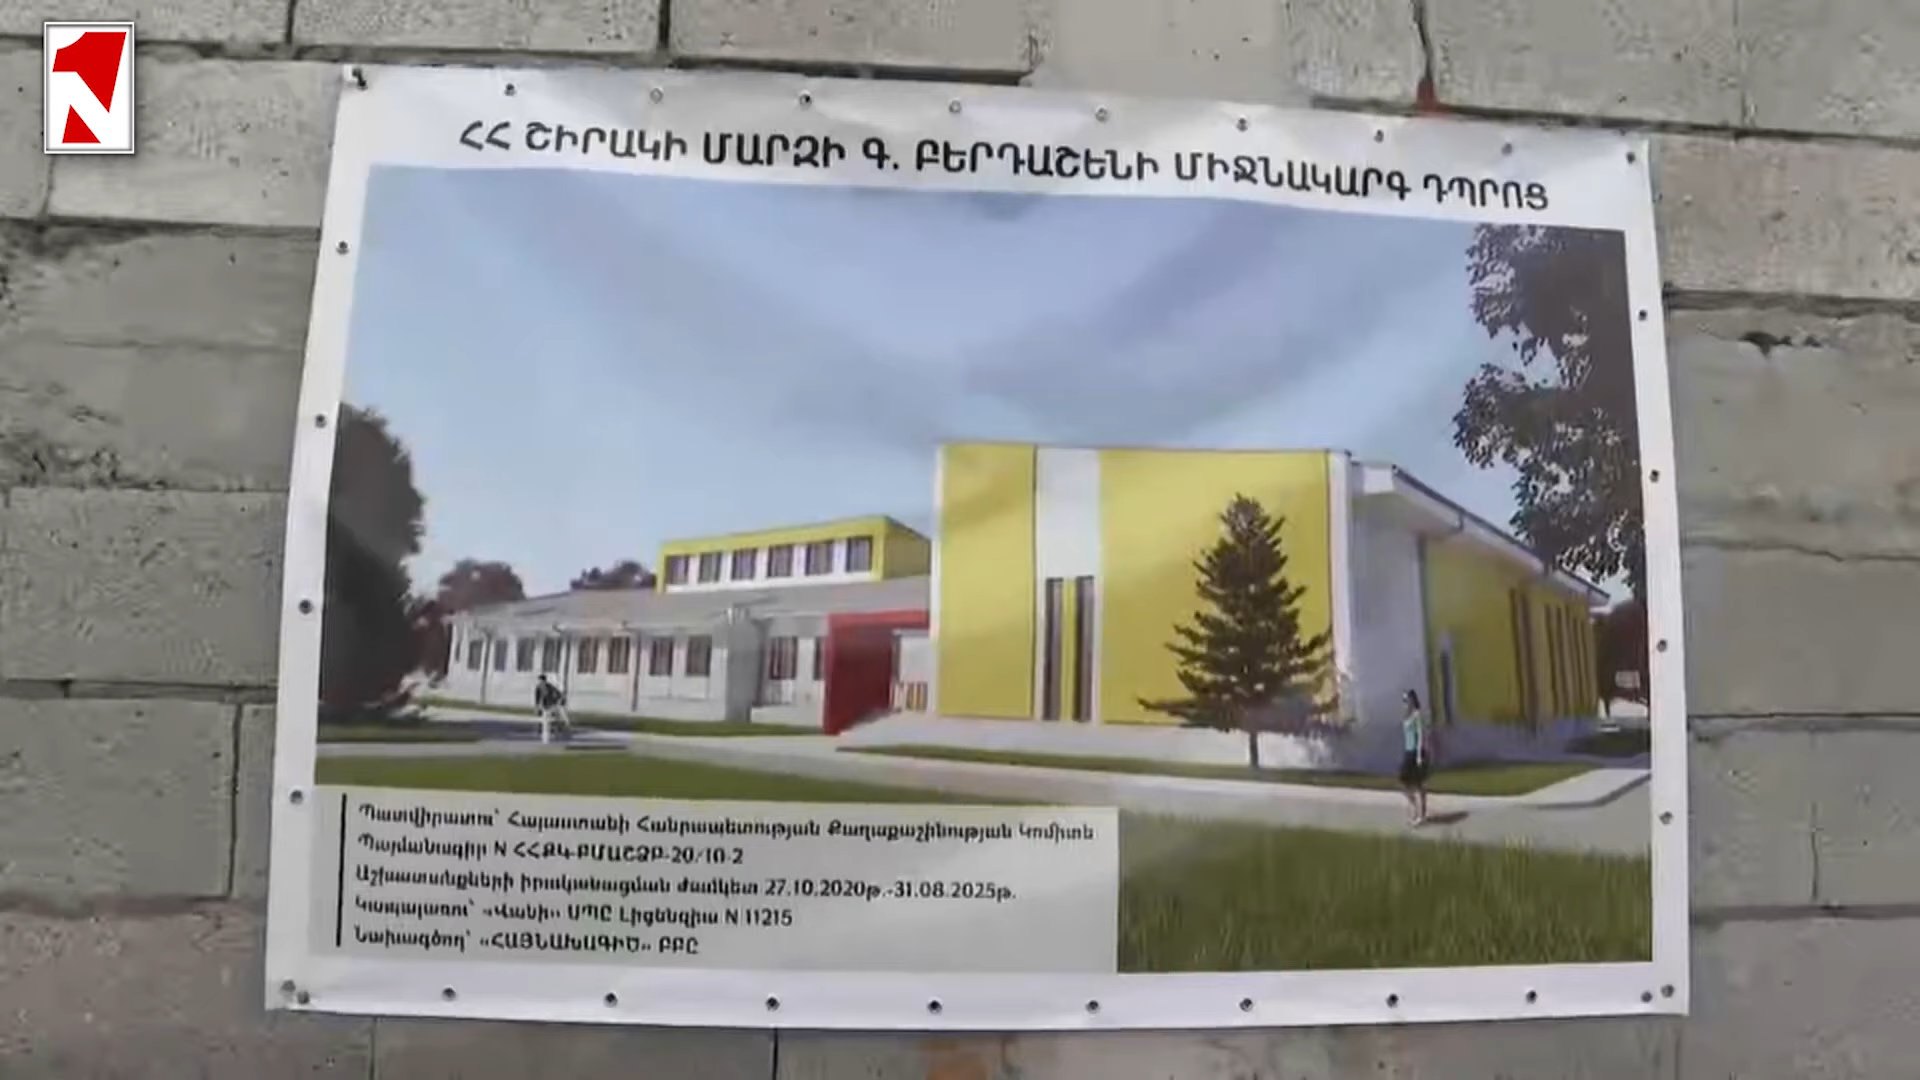 1N
ՀՀ ՇԻՐԱԿԻ ՄԱՐԶԻ Գ. ԲԵՐԴԱՇԵՆԻ ՄԻՋՆԱԿԱՐԳ ԴՊՐՈՑ
Պատվիրատու՝ Հայաստանի Հանրապետության Քաղաքաշինության Կոմիտե
Պայմանագիր N ՀՀՔԿ-ԲՄԱՇՁԲ-20/10-2
Աշխատանքների իրականացման ժամկետ 27.10.2020թ.-31.08.2025թ.
Կապալառու՝ «Վանի» ՍՊԸ Լիցենզիա N 11215
Նախագծող՝ «ՀԱՅՆԱԽԱԳԻԾ» ԲԲԸ